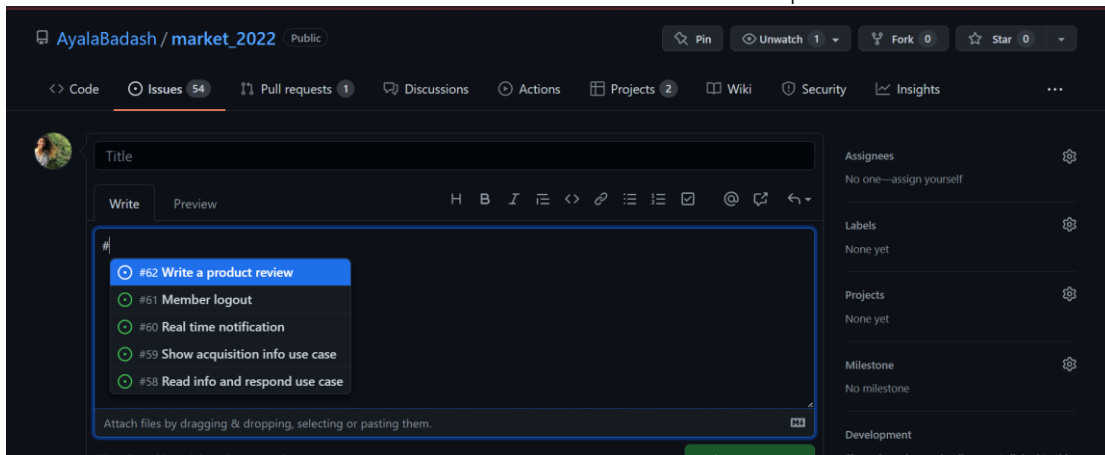 AyalaBadash / market_2022 Public
Pin Unwatch 1 Fork 0 Star 0
Code Issues 54 Pull requests 1 Discussions Actions Projects 2 Wiki Security Insights ...
Title
Assignees
No one—assign yourself
Write Preview
Labels
None yet
#
#62 Write a product review
#61 Member logout
#60 Real time notification
#59 Show acquisition info use case
#58 Read info and respond use case
Projects
None yet
Milestone
No milestone
Attach files by dragging & dropping, selecting or pasting them.
Development